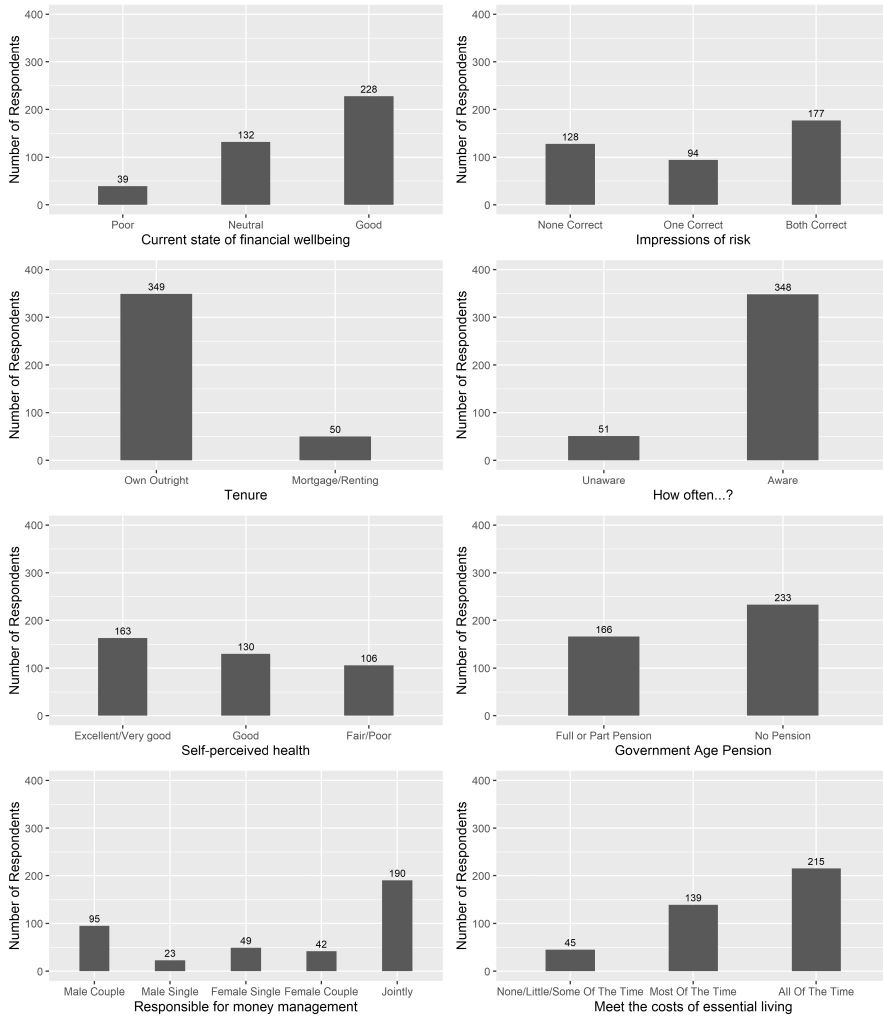 Number of Respondents
400
300
200
100
0
39
132
228
Poor
Neutral
Good
Current state of financial wellbeing
Number of Respondents
400
300
200
100
0
128
94
177
None Correct
One Correct
Both Correct
Impressions of risk
Number of Respondents
400
300
200
100
0
349
50
Own Outright
Mortgage/Renting
Tenure
Number of Respondents
400
300
200
100
0
51
348
Unaware
Aware
How often...?
Number of Respondents
400
300
200
100
0
163
130
106
Excellent/Very good
Good
Fair/Poor
Self-perceived health
Number of Respondents
400
300
200
100
0
166
233
Full or Part Pension
No Pension
Government Age Pension
Number of Respondents
400
300
200
100
0
95
23
49
42
190
Male Couple
Male Single
Female Single
Female Couple
Jointly
Responsible for money management
Number of Respondents
400
300
200
100
0
45
139
215
None/Little/Some Of The Time
Most Of The Time
All Of The Time
Meet the costs of essential living